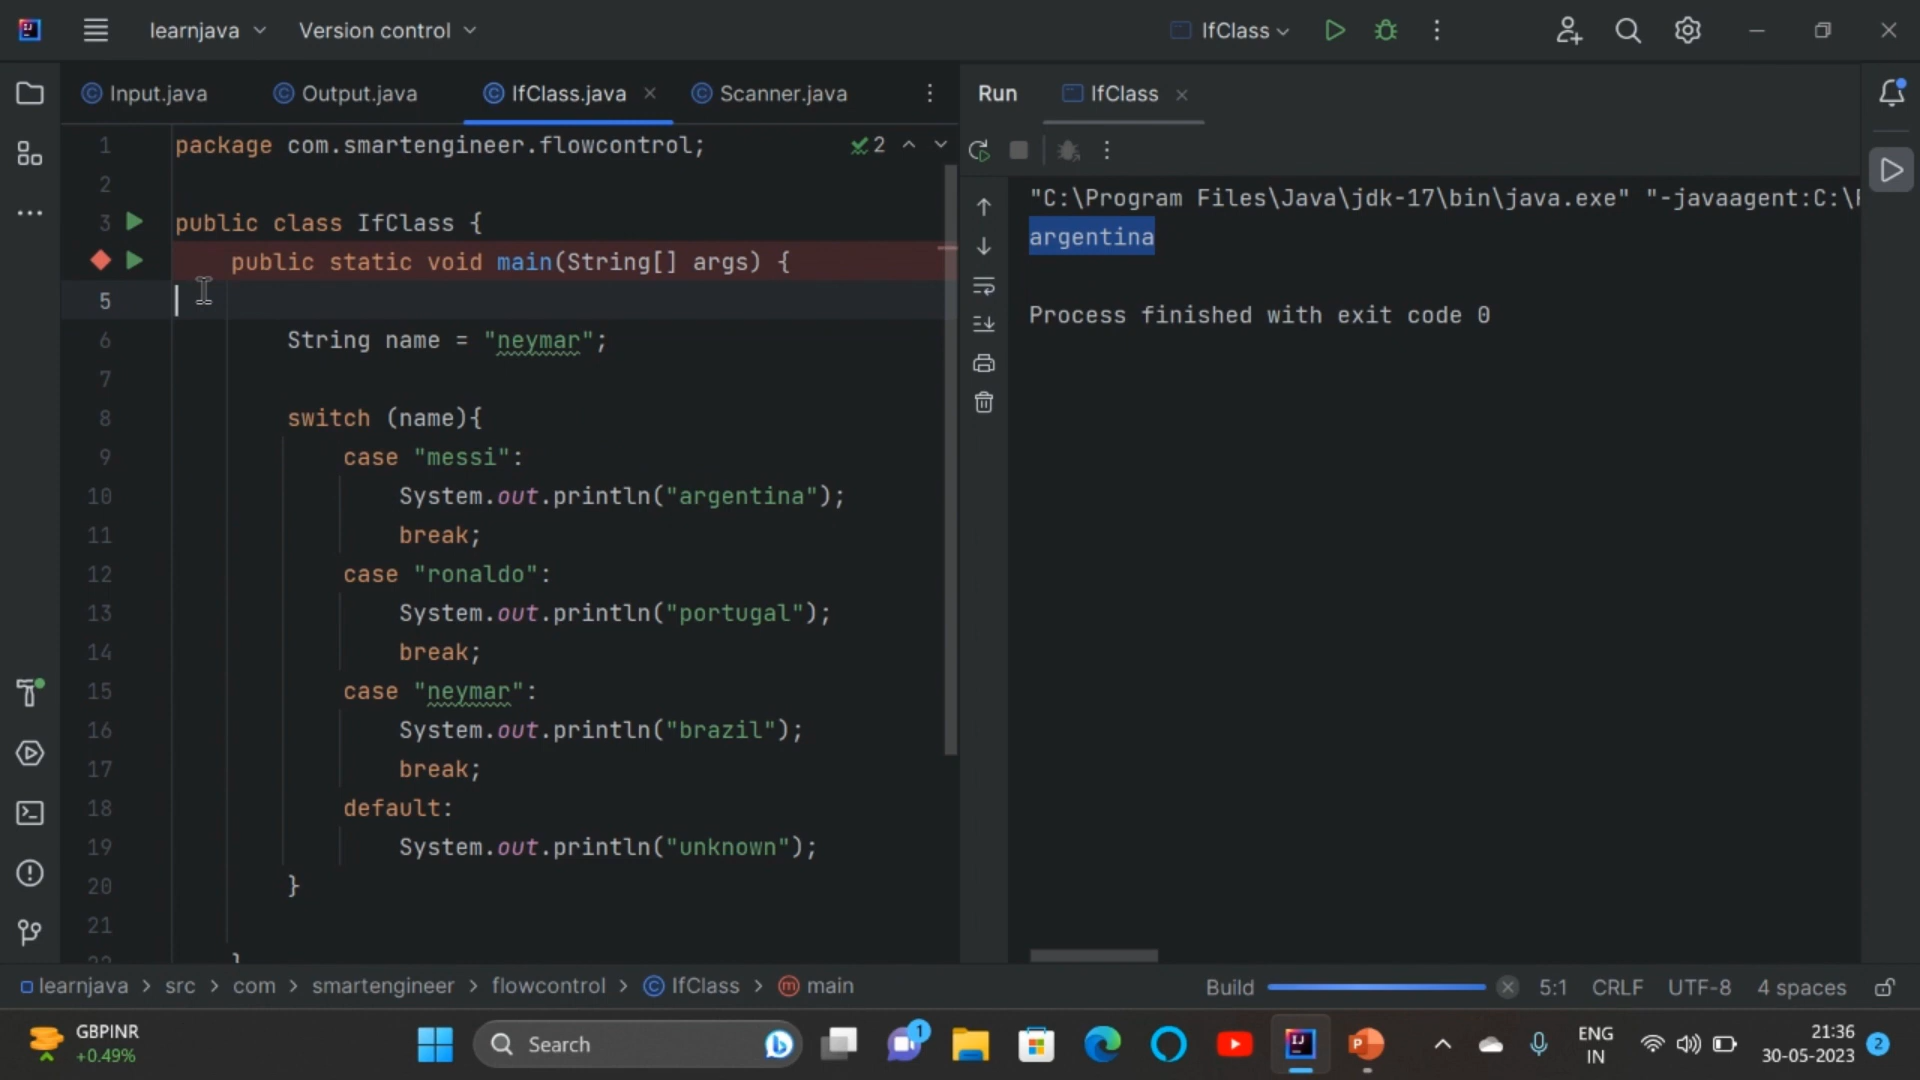 learnjava Version control IfClass
Input.java Output.java IfClass.java Scanner.java Run IfClass
1 package com.smartengineer.flowcontrol; 2
2
3 public class IfClass {
public static void main(String[] args) {
5
6 String name = "neymar";
7
8 switch (name){
9 case "messi":
10 System.out.println("argentina");
11 break;
12 case "ronaldo":
13 System.out.println("portugal");
14 break;
15 case "neymar":
16 System.out.println("brazil");
17 break;
18 default:
19 System.out.println("unknown");
20 }
21
22 }
"C:\Program Files\Java\jdk-17\bin\java.exe" "-javaagent:C:\
argentina
Process finished with exit code 0
learnjava > src > com > smartengineer > flowcontrol > IfClass > main Build 5:1 CRLF UTF-8 4 spaces
GBPINR
+0.49%
Search
1
ENG
IN
21:36
30-05-2023
2